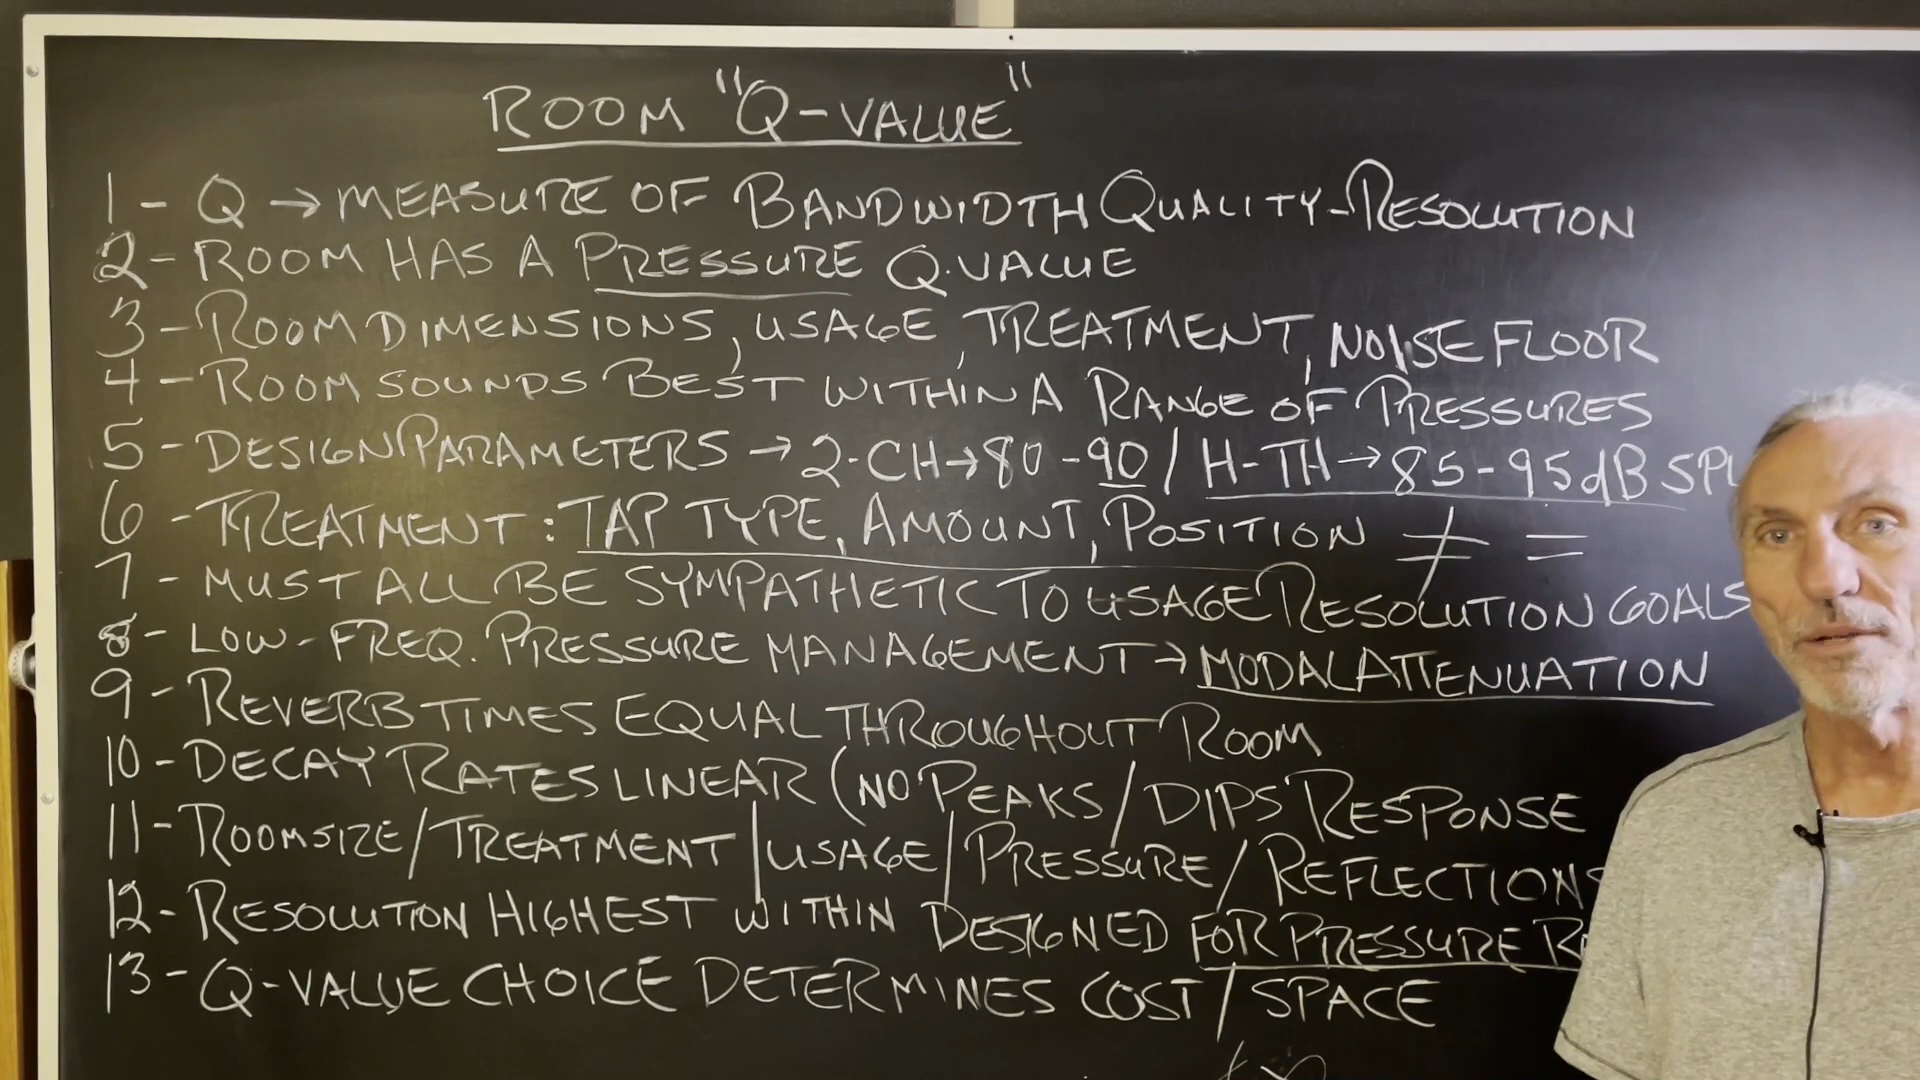 ROOM "Q-VALUE"
1 - Q → MEASURE OF BANDWIDTH QUALITY-RESOLUTION
2 - ROOM HAS A PRESSURE Q.VALUE
3 - ROOM DIMENSIONS, USAGE, TREATMENT, NOISE FLOOR
4 - ROOM SOUNDS BEST WITHIN A RANGE OF PRESSURES
5 - DESIGN PARAMETERS → 2-CH → 80-90 / H-TH → 85-95dB SPL
6 - TREATMENT: TAP TYPE, AMOUNT, POSITION ≠ =
7 - MUST ALL BE SYMPATHETIC TO USAGE RESOLUTION GOALS
8 - LOW-FREQ. PRESSURE MANAGEMENT → MODAL ATTENUATION
9 - REVERB TIMES EQUAL THROUGHOUT ROOM
10 - DECAY RATES LINEAR (NO PEAKS/DIPS RESPONSE
11 - ROOMSIZE/TREATMENT|USAGE|PRESSURE/REFLECTIONS
12 - RESOLUTION HIGHEST WITHIN DESIGNED FOR PRESSURE
13 - Q-VALUE CHOICE DETERMINES COST/SPACE